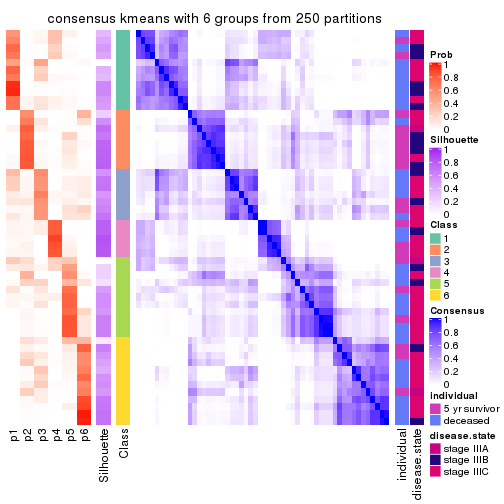 consensus kmeans with 6 groups from 250 partitions
p1
p2
p3
p4
p5
p6
Silhouette
Class
individual
disease.state
Prob
1
0.8
0.6
0.4
0.2
0
Silhouette
1
0.8
0.6
0.4
0.2
0
Class
1
2
3
4
5
6
Consensus
1
0.8
0.6
0.4
0.2
0
individual
5 yr survivor
deceased
disease.state
stage IIIA
stage IIIB
stage IIIC